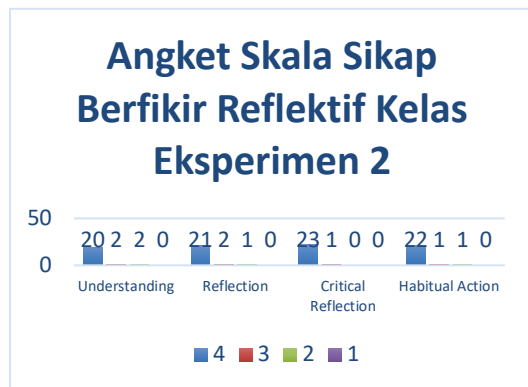 Angket Skala Sikap
Berfikir Reflektif Kelas
Eksperimen 2
50
20 2 2 0 21 2 1 0 23 1 0 0 22 1 1 0
0
Understanding Reflection Critical Reflection Habitual Action
4 3 2 1